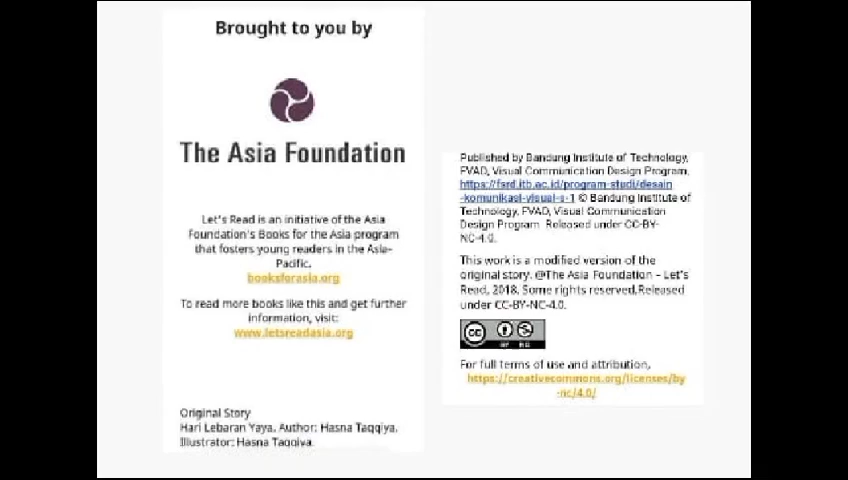 Brought to you by
The Asia Foundation
Let's Read is an initiative of the Asia
Foundation's Books for the Asia program
that fosters young readers in the Asia-
Pacific.
booksforasia.org
To read more books like this and get further
information, visit:
www.letsreadasia.org
Original Story
Hari Lebaran Yaya. Author: Hasna Taqqiya.
Illustrator: Hasna Taqqiya.
Published by Bandung Institute of Technology,
FVAD, Visual Communication Design Program,
https://fsrd.itb.ac.id/program-studi/desain
-komunikasi-visual-s-1 © Bandung Institute of
Technology, FVAD, Visual Communication
Design Program. Released under CC-BY-
NC-4.0.
This work is a modified version of the
original story. @The Asia Foundation - Let's
Read, 2018. Some rights reserved.Released
under CC-BY-NC-4.0.
cc
BY NC
For full terms of use and attribution,
https://creativecommons.org/licenses/by
-nc/4.0/